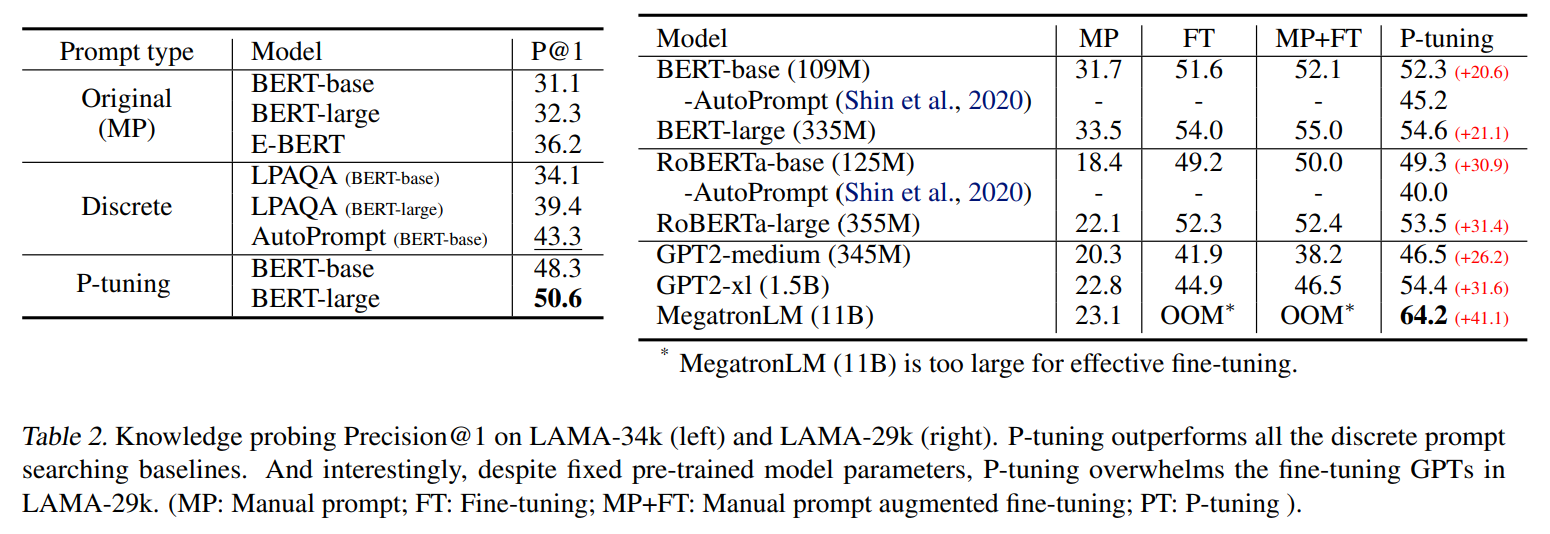 Prompt type Model P@1
Original (MP) BERT-base 31.1
BERT-large 32.3
E-BERT 36.2
Discrete LPAQA (BERT-base) 34.1
LPAQA (BERT-large) 39.4
AutoPrompt (BERT-base) 43.3
P-tuning BERT-base 48.3
BERT-large 50.6
Model MP FT MP+FT P-tuning
BERT-base (109M) 31.7 51.6 52.1 52.3 (+20.6)
-AutoPrompt (Shin et al., 2020) - - - 45.2
BERT-large (335M) 33.5 54.0 55.0 54.6 (+21.1)
RoBERTa-base (125M) 18.4 49.2 50.0 49.3 (+30.9)
-AutoPrompt (Shin et al., 2020) - - - 40.0
RoBERTa-large (355M) 22.1 52.3 52.4 53.5 (+31.4)
GPT2-medium (345M) 20.3 41.9 38.2 46.5 (+26.2)
GPT2-xl (1.5B) 22.8 44.9 46.5 54.4 (+31.6)
MegatronLM (11B) 23.1 OOM* OOM* 64.2 (+41.1)
* MegatronLM (11B) is too large for effective fine-tuning.
Table 2. Knowledge probing Precision@1 on LAMA-34k (left) and LAMA-29k (right). P-tuning outperforms all the discrete prompt
searching baselines. And interestingly, despite fixed pre-trained model parameters, P-tuning overwhelms the fine-tuning GPTs in
LAMA-29k. (MP: Manual prompt; FT: Fine-tuning; MP+FT: Manual prompt augmented fine-tuning; PT: P-tuning ).